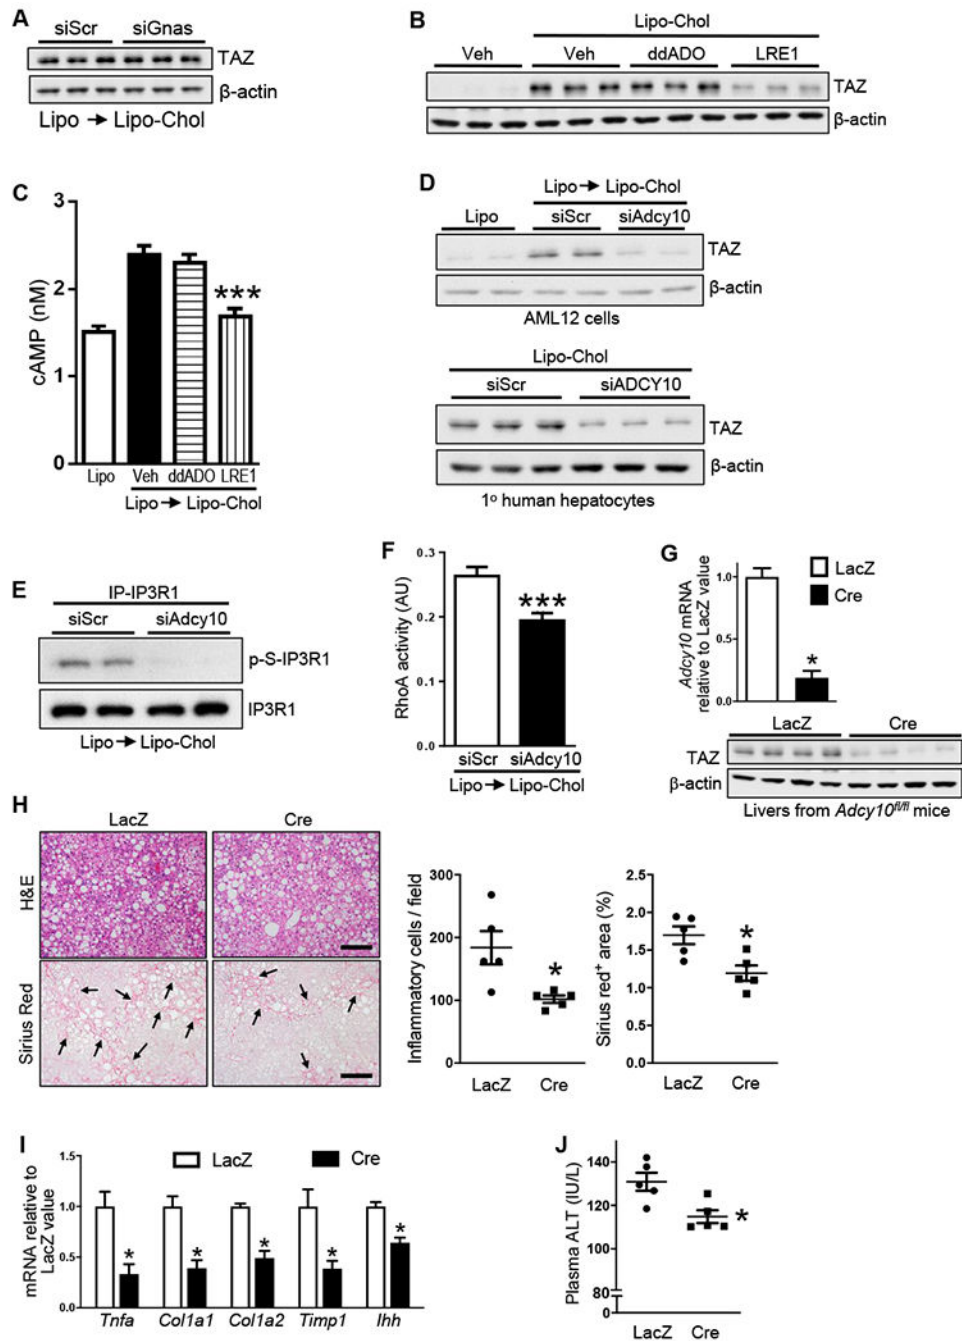 A
siScr siGnas
TAZ
β-actin
Lipo → Lipo-Chol
B
Lipo-Chol
Veh Veh ddADO LRE1
TAZ
β-actin
C
cAMP (nM)
3
2
1
0
***
Lipo Veh ddADO LRE1
Lipo → Lipo-Chol
D
Lipo → Lipo-Chol
Lipo siScr siAdcy10
TAZ
β-actin
AML12 cells
Lipo-Chol
siScr siADCY10
TAZ
β-actin
1º human hepatocytes
E
IP-IP3R1
siScr siAdcy10
p-S-IP3R1
IP3R1
Lipo → Lipo-Chol
F
RhoA activity (AU)
0.3
0.2
0.1
0.0
***
siScr siAdcy10
Lipo → Lipo-Chol
G
Adcy10 mRNA
relative to LacZ value
1.0
0.5
0.0
*
LacZ
Cre
LacZ Cre
TAZ
β-actin
Livers from Adcy10fl/fl mice
H
LacZ Cre
H&E
Sirius Red
Inflammatory cells / field
300
200
100
0
*
LacZ Cre
Sirius red+ area (%)
2.5
2.0
1.5
1.0
0.5
0.0
*
LacZ Cre
I
LacZ Cre
mRNA relative to
LacZ value
1.5
1.0
0.5
0.0
* * * * *
Tnfa Col1a1 Col1a2 Timp1 Ihh
J
Plasma ALT (IU/L)
140
120
100
80
0
*
LacZ Cre